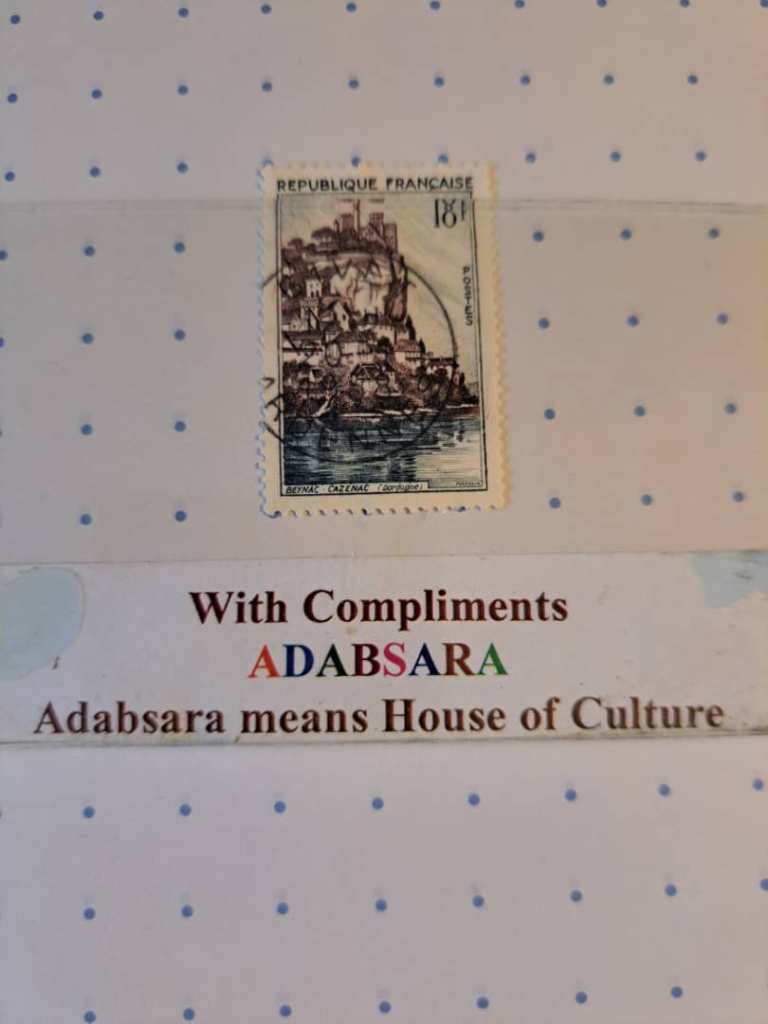 REPUBLIQUE FRANÇAISE
18F
POSTES
BEYNAC - CAZENAC (Dordogne)
With Compliments
ADABSARA
Adabsara means House of Culture